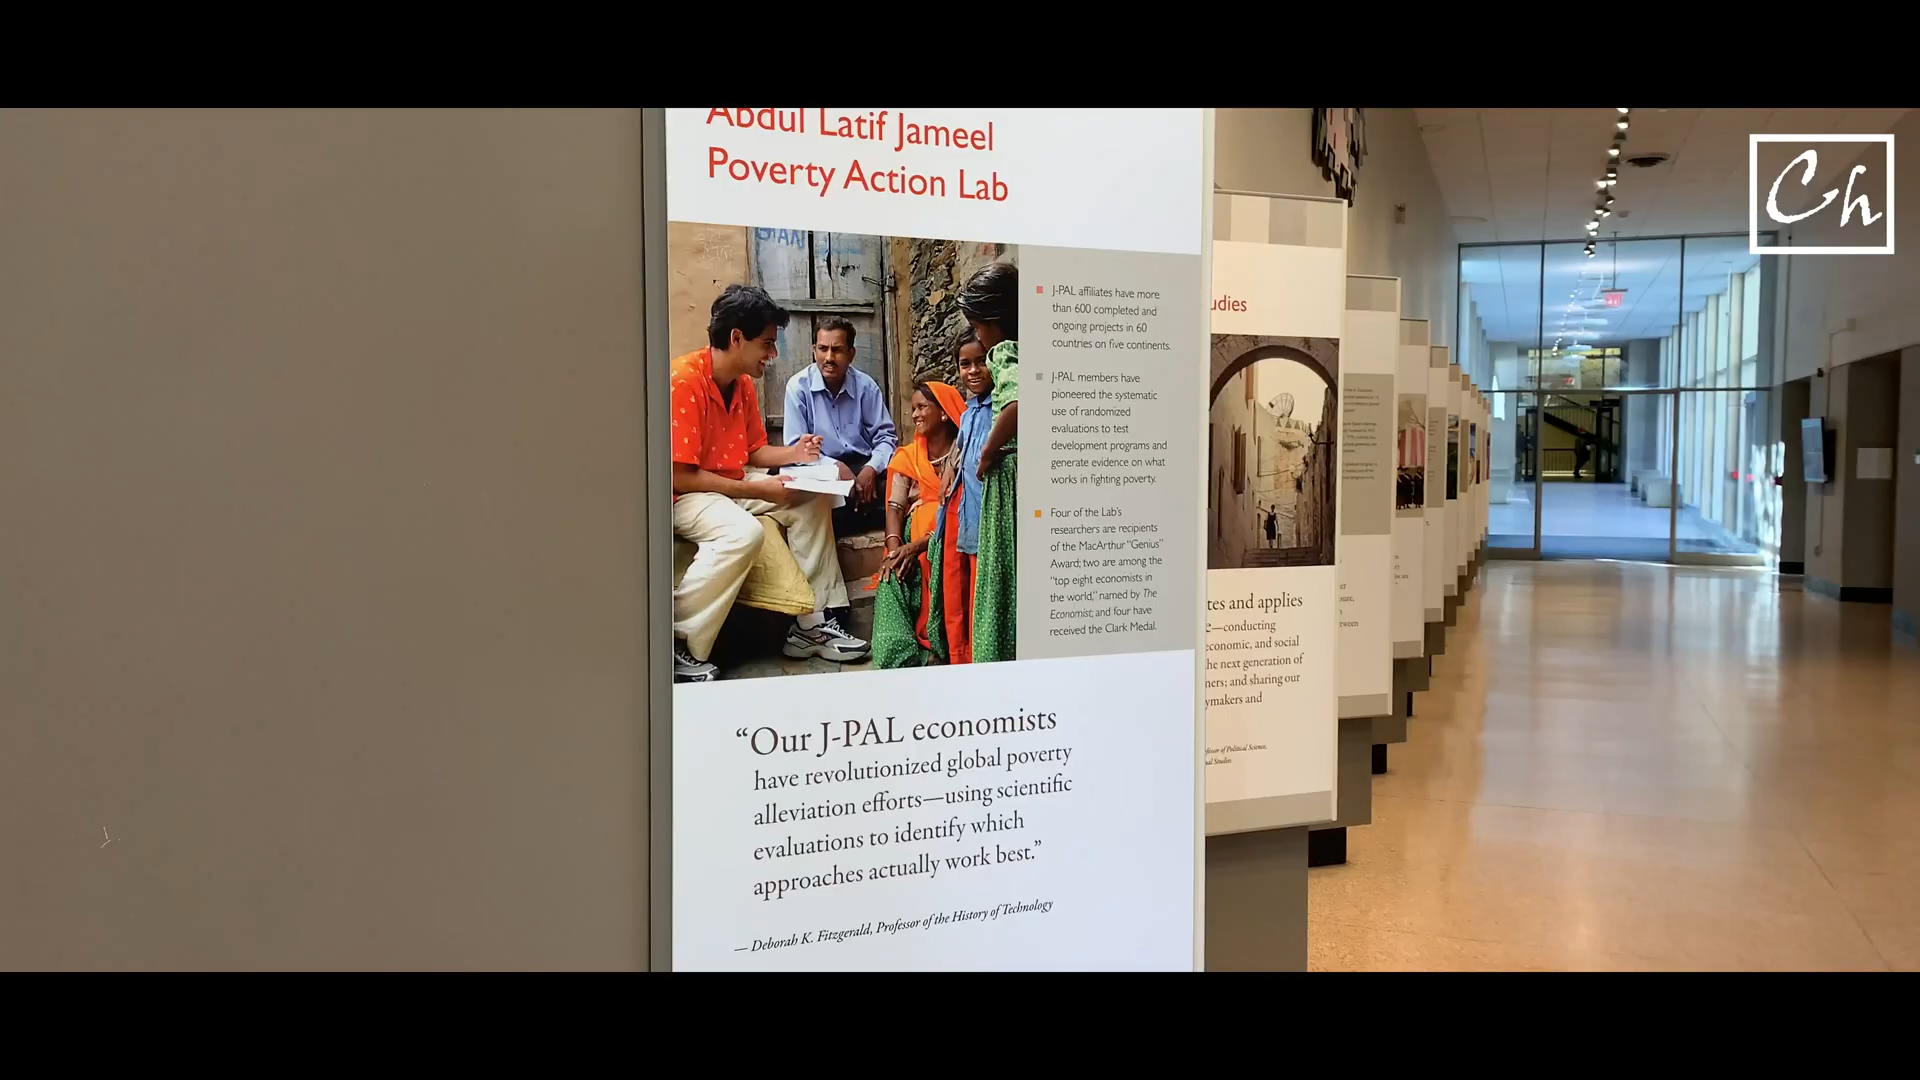 Abdul Latif Jameel
Poverty Action Lab
J-PAL affiliates have more
than 600 completed and
ongoing projects in 60
countries on five continents.
J-PAL members have
pioneered the systematic
use of randomized
evaluations to test
development programs and
generate evidence on what
works in fighting poverty.
Four of the Lab's
researchers are recipients
of the MacArthur "Genius"
Award; two are among the
"top eight economists in
the world," named by The
Economist; and four have
received the Clark Medal.
“Our J-PAL economists
have revolutionized global poverty
alleviation efforts—using scientific
evaluations to identify which
approaches actually work best.”
— Deborah K. Fitzgerald, Professor of the History of Technology
udies
tes and applies
e—conducting
economic, and social
he next generation of
ners; and sharing our
ymakers and
fessor of Political Science,
nal Studies
Ch